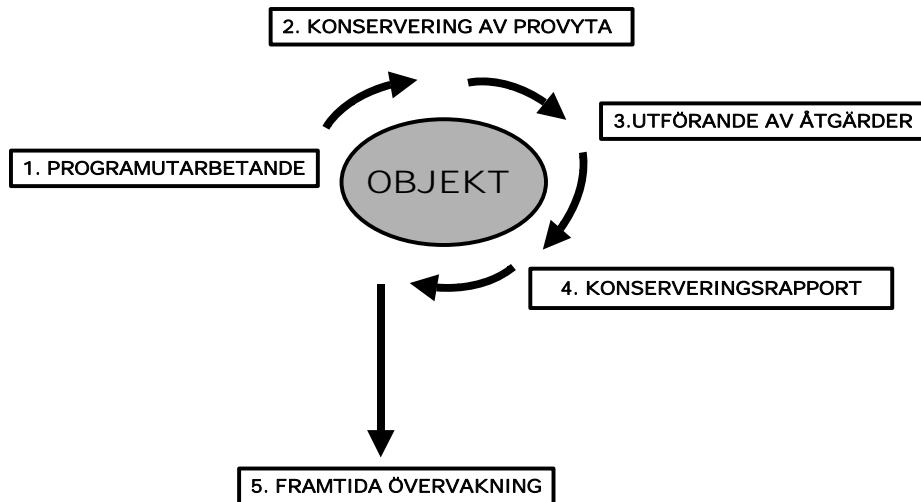 2. KONSERVERING AV PROVYTA
3.UTFÖRANDE AV ÅTGÄRDER
1. PROGRAMUTARBETANDE
OBJEKT
4. KONSERVERINGSRAPPORT
5. FRAMTIDA ÖVERVAKNING